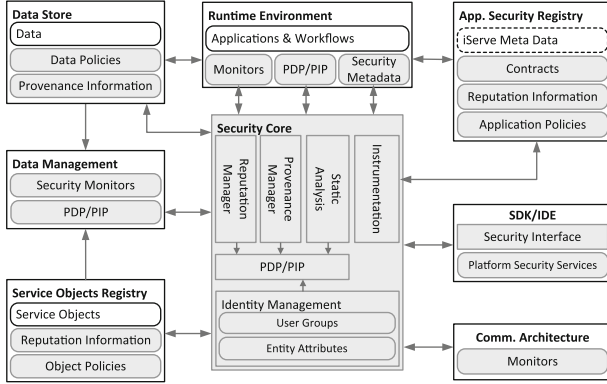 Data Store
Data
Data Policies
Provenance Information
Runtime Environment
Applications & Workflows
Monitors
PDP/PIP
Security
Metadata
App. Security Registry
iServe Meta Data
Contracts
Reputation Information
Application Policies
Data Management
Security Monitors
PDP/PIP
Security Core
Reputation
Manager
Provenance
Manager
Static
Analysis
Instrumentation
PDP/PIP
Identity Management
User Groups
Entity Attributes
SDK/IDE
Security Interface
Platform Security Services
Service Objects Registry
Service Objects
Reputation Information
Object Policies
Comm. Architecture
Monitors